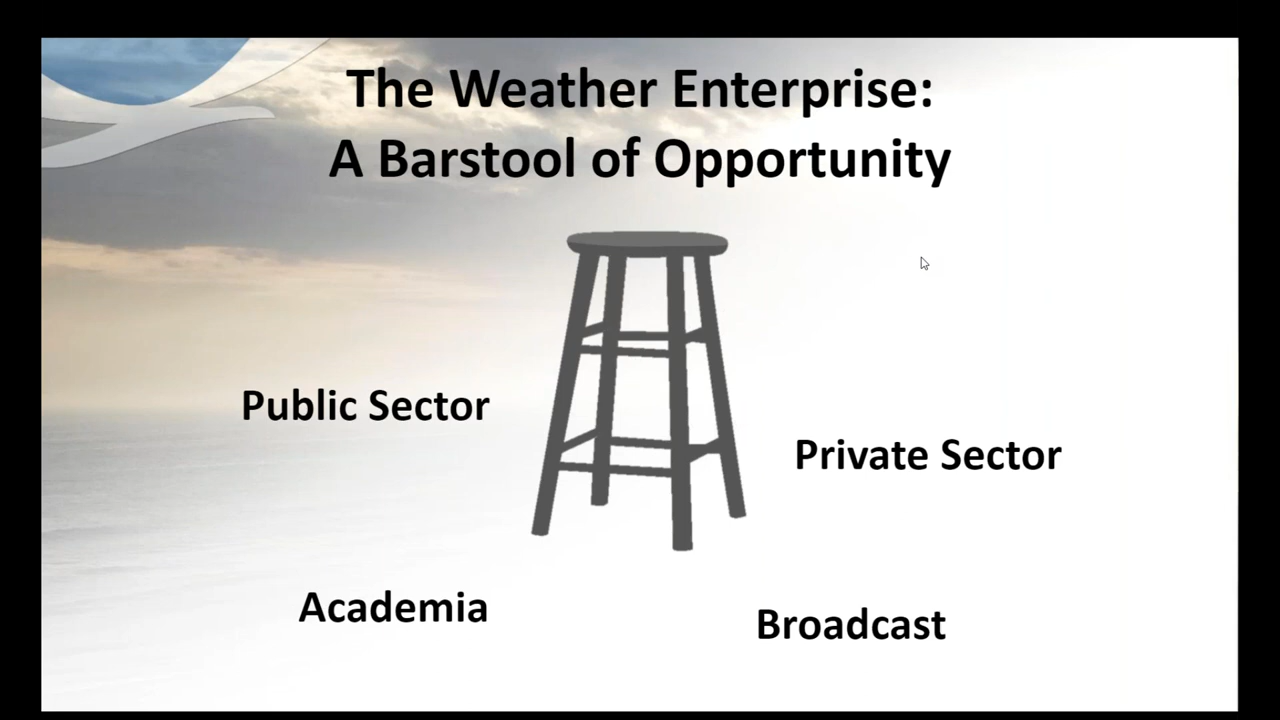 The Weather Enterprise:
A Barstool of Opportunity
Public Sector
Private Sector
Academia
Broadcast